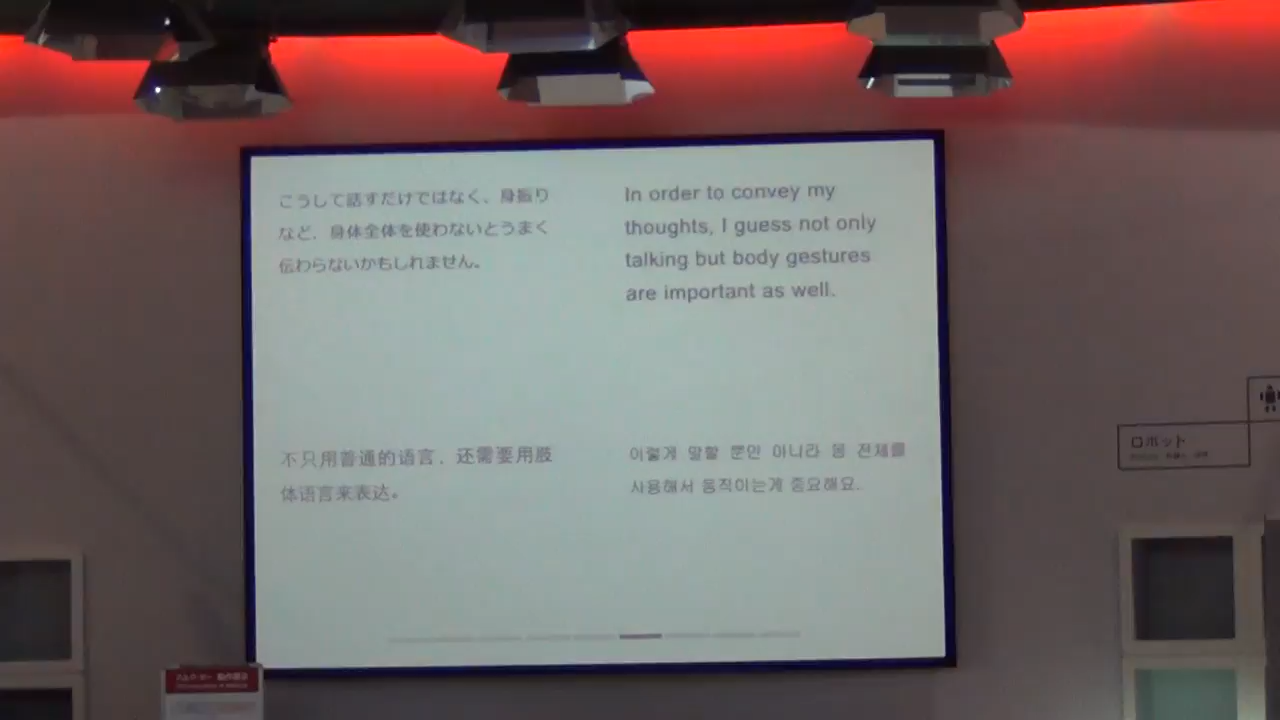 こうして話すだけではなく、身振り
など、身体全体を使わないとうまく
伝わらないかもしれません。
In order to convey my
thoughts, I guess not only
talking but body gestures
are important as well.
不只用普通的语言，还需要用肢
体语言来表达。
이렇게 말할 뿐만 아니라 몸 전체를
사용해서 움직이는게 중요해요.
ロボット